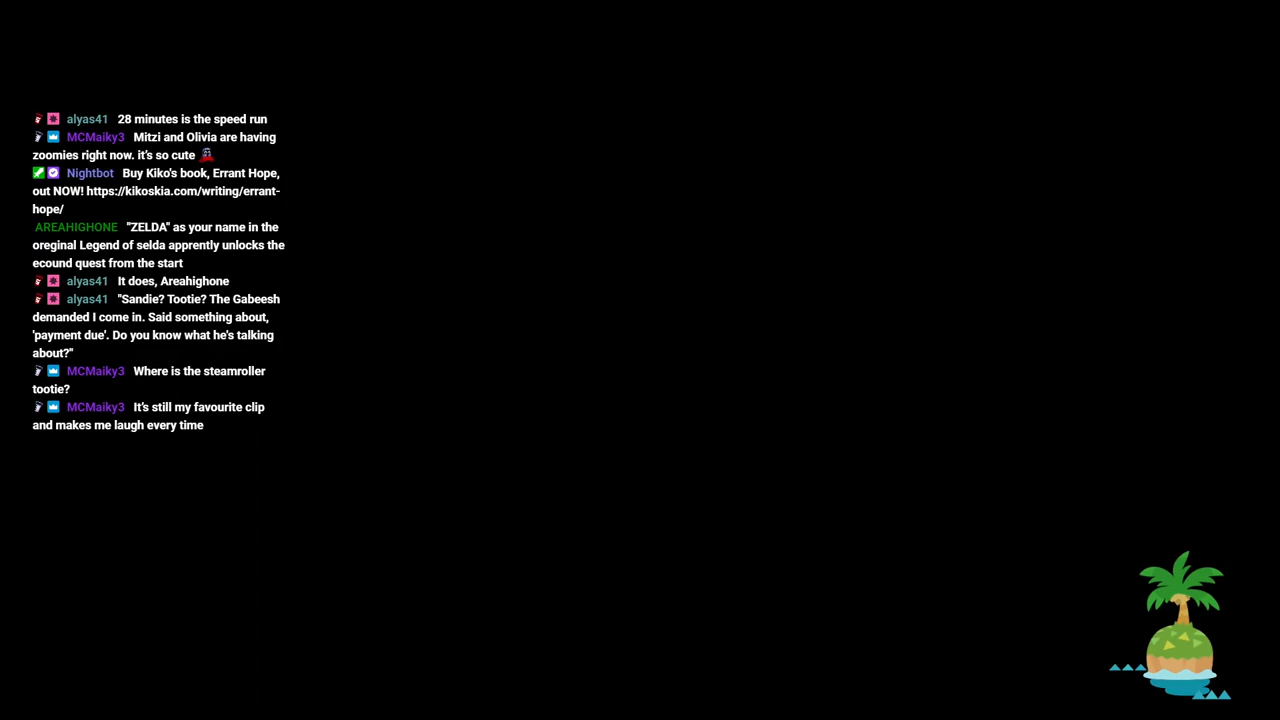 alyas41 28 minutes is the speed run
MCMaiky3 Mitzi and Olivia are having
zoomies right now. it's so cute
Nightbot Buy Kiko's book, Errant Hope,
out NOW! https://kikoskia.com/writing/errant-
hope/
AREAHIGHONE "ZELDA" as your name in the
oreginal Legend of selda apprently unlocks the
ecound quest from the start
alyas41 It does, Areahighone
alyas41 "Sandie? Tootie? The Gabeesh
demanded I come in. Said something about,
'payment due'. Do you know what he's talking
about?"
MCMaiky3 Where is the steamroller
tootie?
MCMaiky3 It's still my favourite clip
and makes me laugh every time